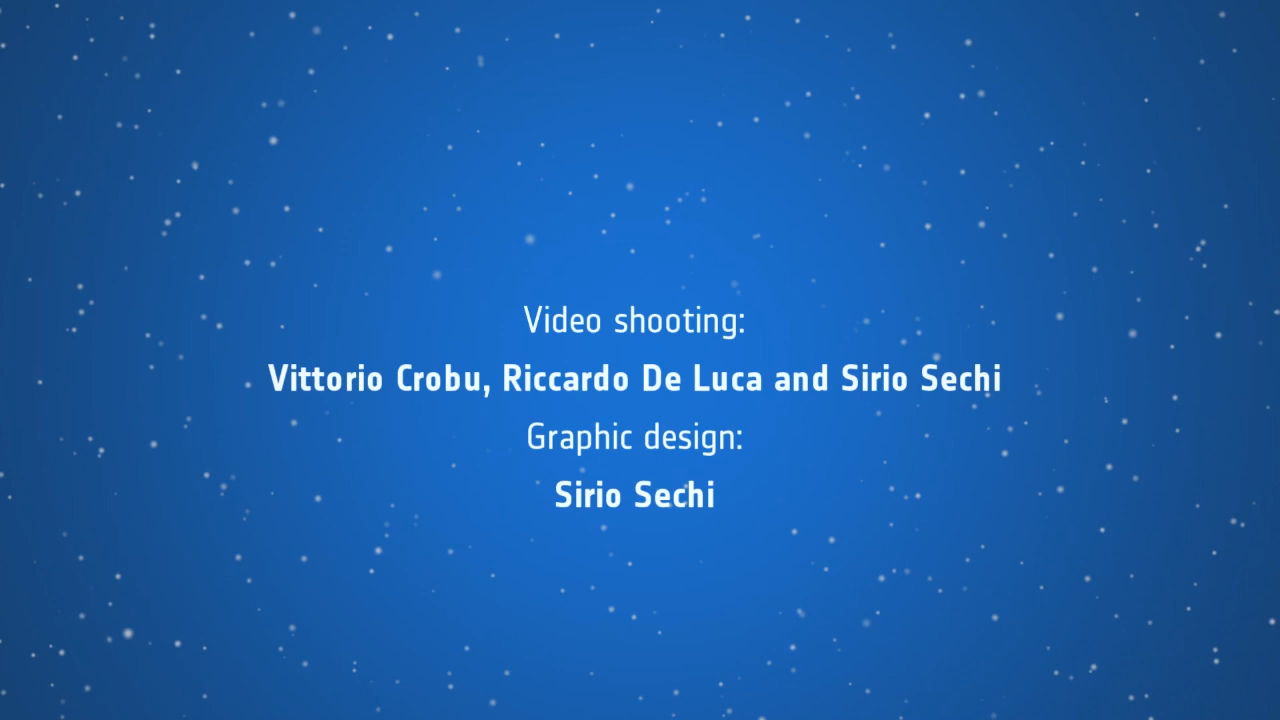 Video shooting:
Vittorio Crobu, Riccardo De Luca and Sirio Sechi
Graphic design:
Sirio Sechi